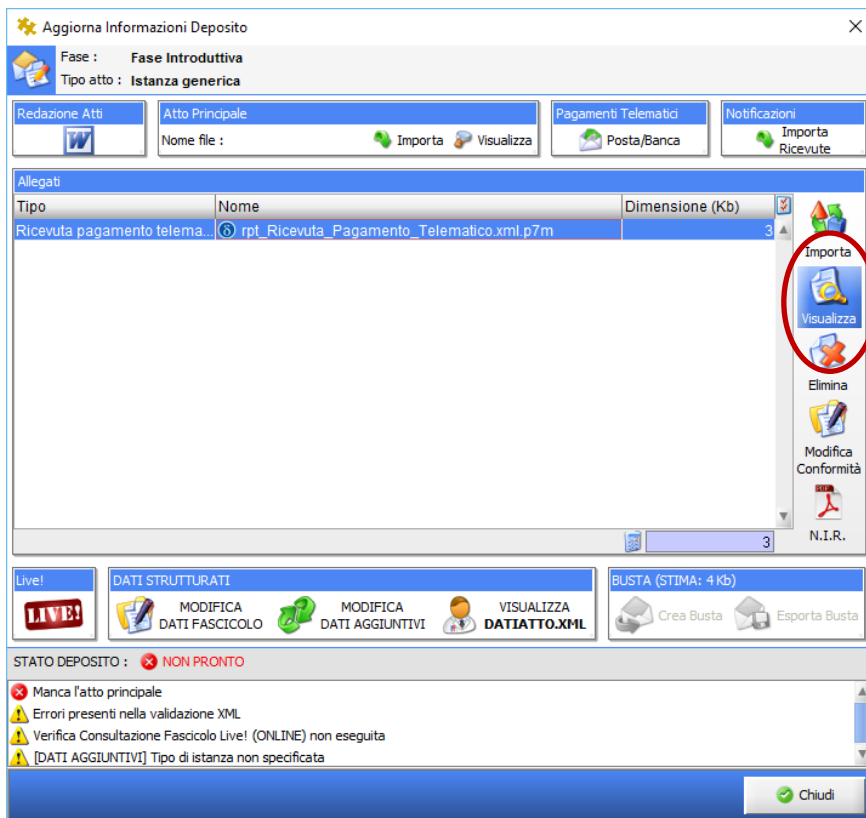 Aggiorna Informazioni Deposito
Fase : Fase Introduttiva
Tipo atto : Istanza generica
Redazione Atti
Atto Principale
Pagamenti Telematici
Notificazioni
W
Nome file :
Importa
Visualizza
Posta/Banca
Importa
Ricevute
Allegati
Tipo Nome Dimensione (Kb)
Ricevuta pagamento telema... rpt_Ricevuta_Pagamento_Telematico.xml.p7m 3
Importa
Visualizza
Elimina
Modifica
Conformità
PDF
N.I.R.
3
Live!
DATI STRUTTURATI
BUSTA (STIMA: 4 Kb)
LIVE!
MODIFICA
DATI FASCICOLO
MODIFICA
DATI AGGIUNTIVI
VISUALIZZA
DATIATTO.XML
Crea Busta
Esporta Busta
STATO DEPOSITO : NON PRONTO
Manca l'atto principale
Errori presenti nella validazione XML
Verifica Consultazione Fascicolo Live! (ONLINE) non eseguita
[DATI AGGIUNTIVI] Tipo di istanza non specificata
Chiudi